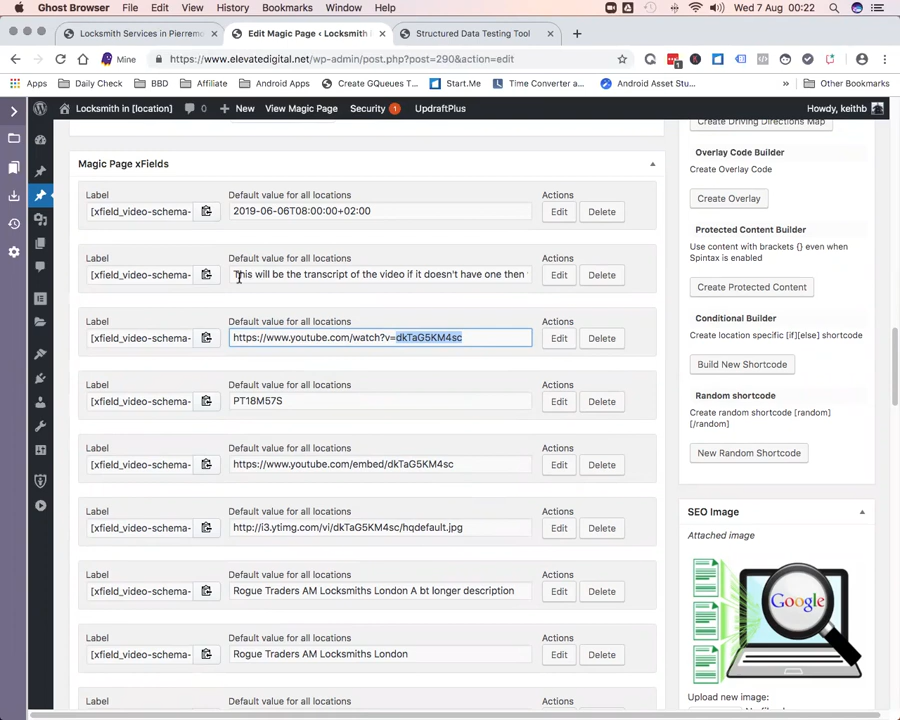 Ghost Browser File Edit View History Bookmarks Window Help Wed 7 Aug 00:22
Locksmith Services in Pierremo × Edit Magic Page ‹ Locksmith × Structured Data Testing Tool × +
Mine https://www.elevatedigital.net/wp-admin/post.php?post=290&action=edit
Apps Daily Check BBD Affiliate Android Apps Create GQueues T... Start.Me Time Converter a... Android Asset Stu... » Other Bookmarks
Locksmith in [location] 0 + New View Magic Page Security 1 UpdraftPlus Howdy, keithb
Create Driving Directions Map
Magic Page xFields
Label Default value for all locations Actions
[xfield_video-schema- 2019-06-06T08:00:00+02:00 Edit Delete
Label Default value for all locations Actions
[xfield_video-schema- This will be the transcript of the video if it doesn't have one then Edit Delete
Label Default value for all locations Actions
[xfield_video-schema- https://www.youtube.com/watch?v=dkTaG5KM4sc Edit Delete
Label Default value for all locations Actions
[xfield_video-schema- PT18M57S Edit Delete
Label Default value for all locations Actions
[xfield_video-schema- https://www.youtube.com/embed/dkTaG5KM4sc Edit Delete
Label Default value for all locations Actions
[xfield_video-schema- http://i3.ytimg.com/vi/dkTaG5KM4sc/hqdefault.jpg Edit Delete
Label Default value for all locations Actions
[xfield_video-schema- Rogue Traders AM Locksmiths London A bt longer description Edit Delete
Label Default value for all locations Actions
[xfield_video-schema- Rogue Traders AM Locksmiths London Edit Delete
Label Default value for all locations Actions
Overlay Code Builder
Create Overlay Code
Create Overlay
Protected Content Builder
Use content with brackets {} even when
Spintax is enabled
Create Protected Content
Conditional Builder
Create location specific [if][else] shortcode
Build New Shortcode
Random shortcode
Create random shortcode [random]
[/random]
New Random Shortcode
SEO Image
Attached image
Google
Upload new image: